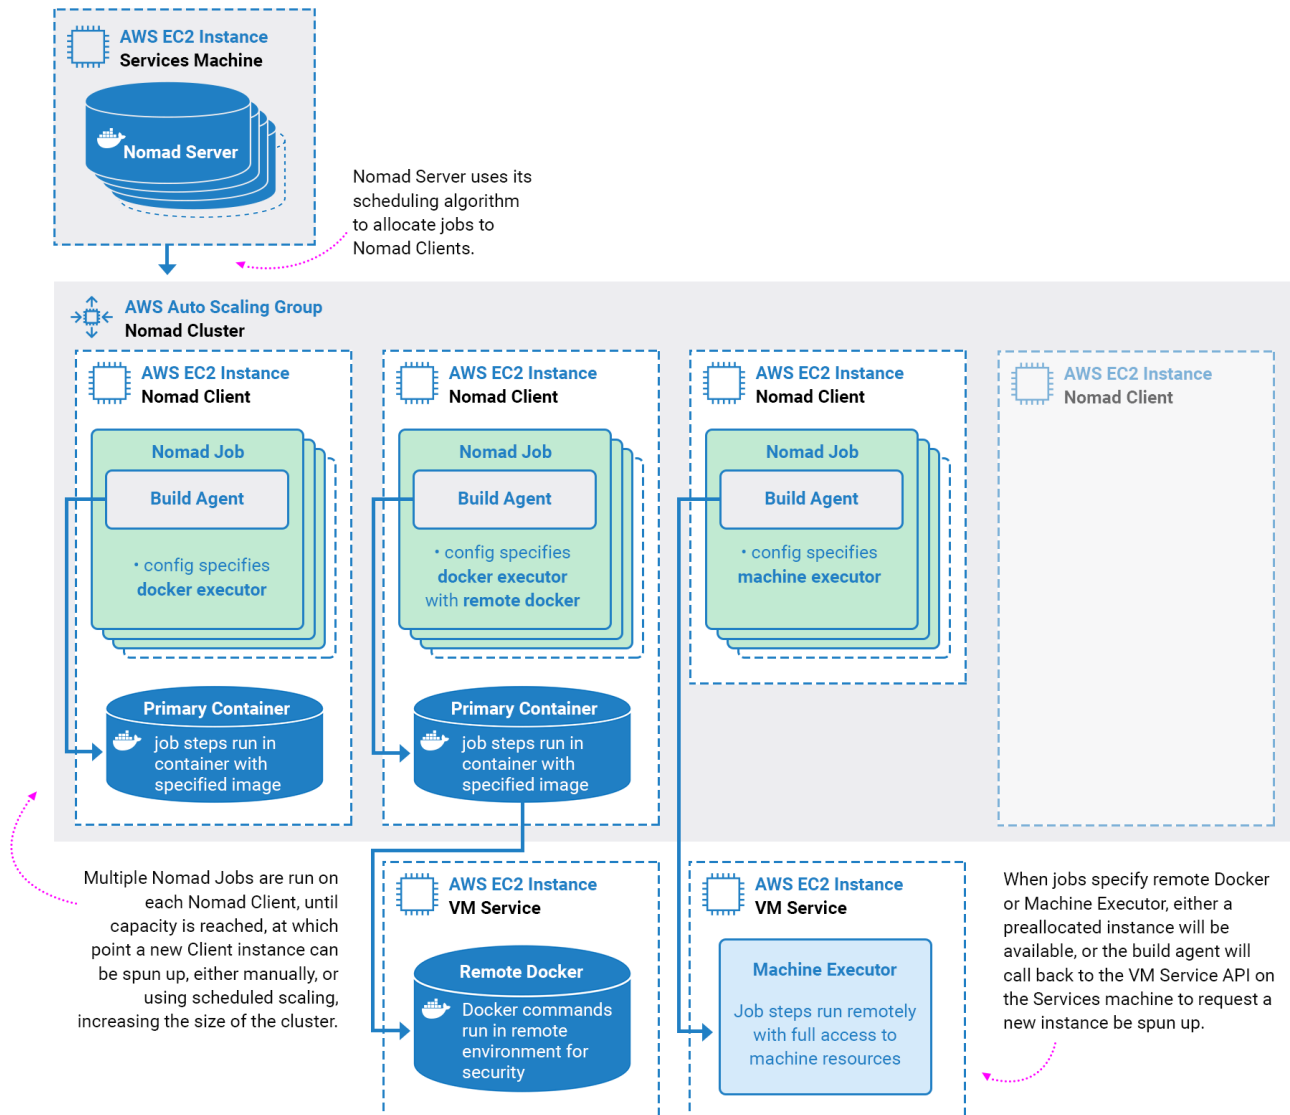 AWS EC2 Instance
Services Machine
Nomad Server
Nomad Server uses its
scheduling algorithm
to allocate jobs to
Nomad Clients.
AWS Auto Scaling Group
Nomad Cluster
AWS EC2 Instance
Nomad Client
Nomad Job
Build Agent
• config specifies
docker executor
Primary Container
job steps run in
container with
specified image
AWS EC2 Instance
Nomad Client
Nomad Job
Build Agent
• config specifies
docker executor
with remote docker
Primary Container
job steps run in
container with
specified image
AWS EC2 Instance
Nomad Client
Nomad Job
Build Agent
• config specifies
machine executor
AWS EC2 Instance
Nomad Client
Multiple Nomad Jobs are run on
each Nomad Client, until
capacity is reached, at which
point a new Client instance can
be spun up, either manually, or
using scheduled scaling,
increasing the size of the cluster.
AWS EC2 Instance
VM Service
Remote Docker
Docker commands
run in remote
environment for
security
AWS EC2 Instance
VM Service
Machine Executor
Job steps run remotely
with full access to
machine resources
When jobs specify remote Docker
or Machine Executor, either a
preallocated instance will be
available, or the build agent will
call back to the VM Service API on
the Services machine to request a
new instance be spun up.